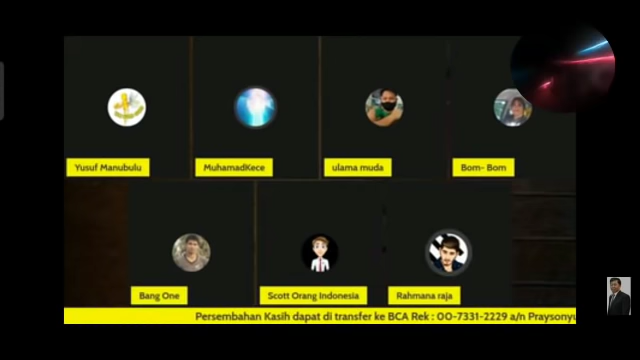 Yusuf Manubulu
MuhamadKece
ulama muda
Bom- Bom
Bang One
Scott Orang Indonesia
Rahmana raja
Persembahan Kasih dapat di transfer ke BCA Rek : 00-7331-2229 a/n Praysonyu